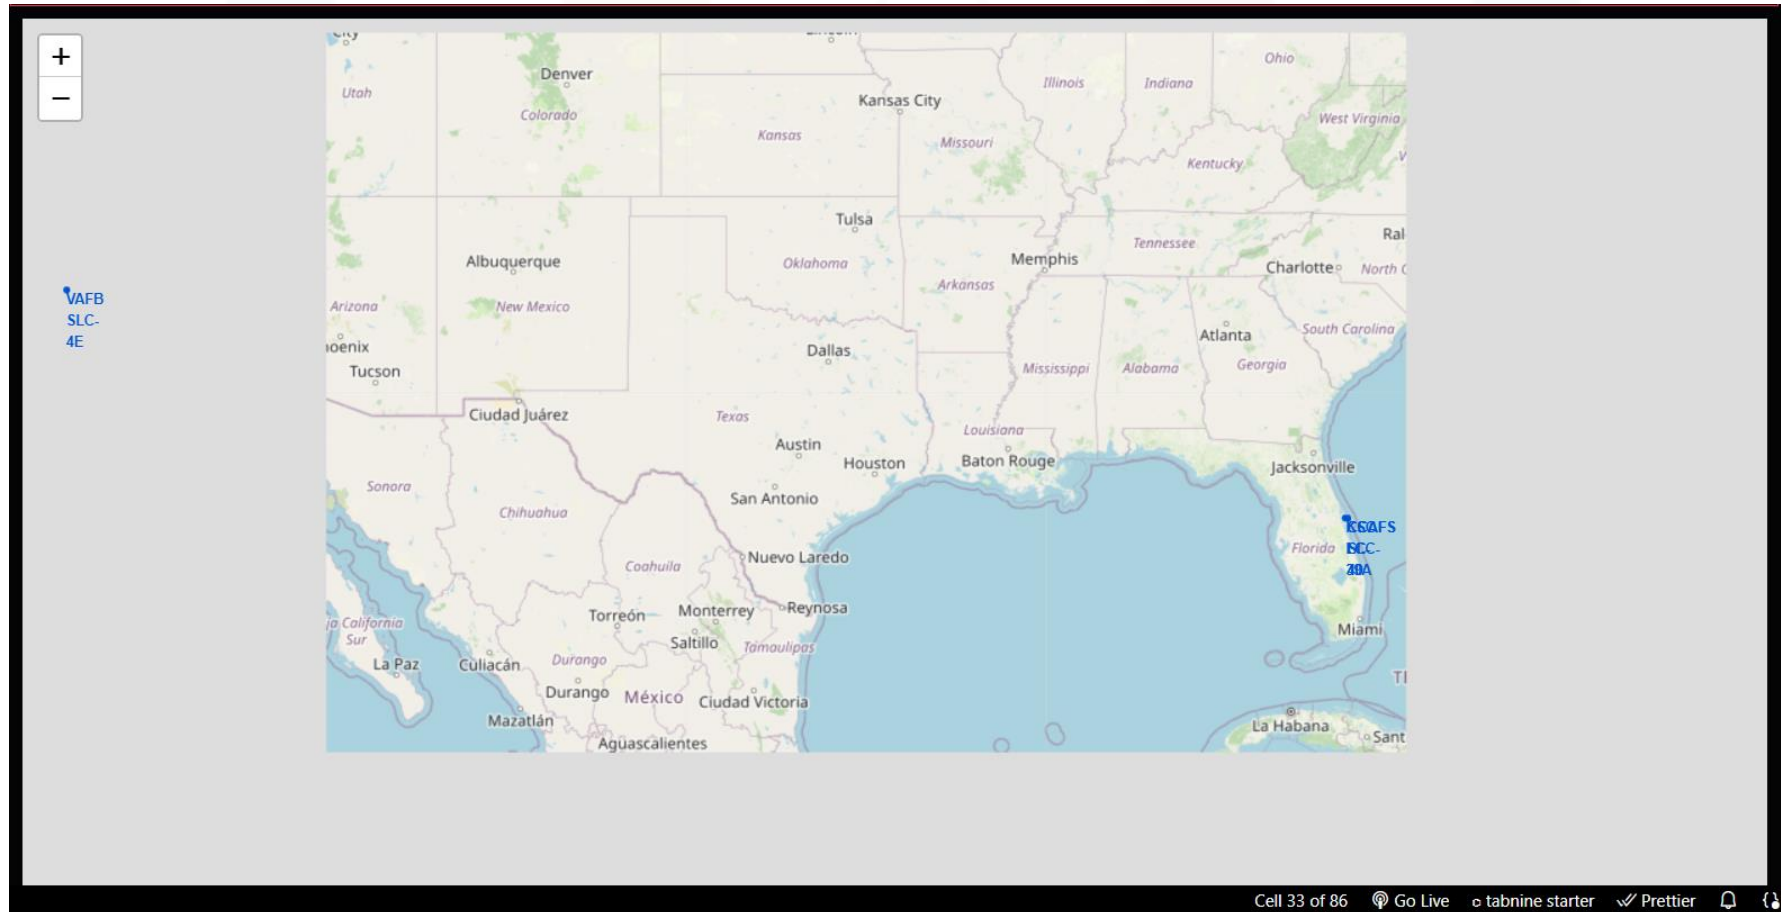 +
−
Denver
Utah
Colorado
Kansas City
Kansas
Missouri
Illinois
Indiana
Ohio
West Virginia
Kentucky
Tulsa
Albuquerque
Oklahoma
Memphis
Tennessee
Charlotte
North C
Arkansas
Arizona
New Mexico
VAFB
SLC-
4E
Tucson
Dallas
Atlanta
South Carolina
Mississippi
Alabama
Georgia
Ciudad Juárez
Texas
Louisiana
Austin
Houston
Baton Rouge
Jacksonville
Sonora
San Antonio
Chihuahua
Florida
Coahuila
Nuevo Laredo
Torreón
Monterrey
Reynosa
ja California
Sur
Saltillo
Tamaulipas
Miami
La Paz
Culiacán
Durango
Durango
México
Ciudad Victoria
Mazatlán
La Habana
Sant
Aguascalientes
Cell 33 of 86 Go Live tabnine starter Prettier